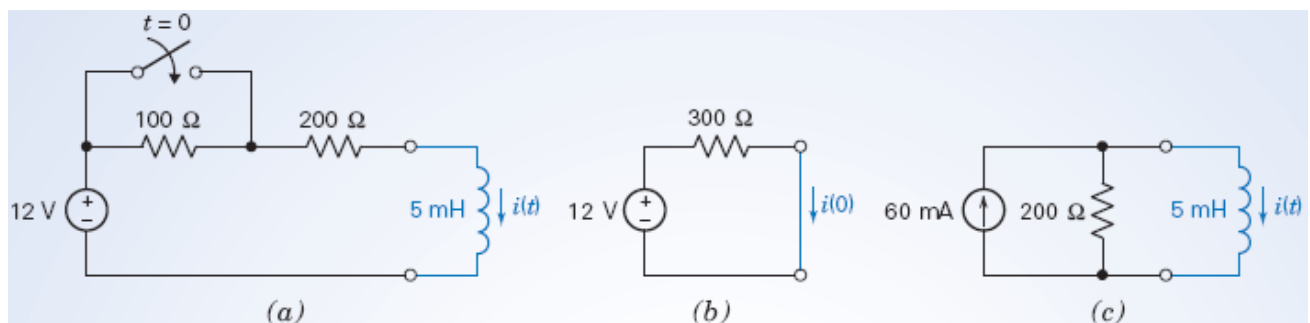 t = 0
100 Ω
200 Ω
12 V
+
−
5 mH
i(t)
(a)
300 Ω
12 V
+
−
i(0)
(b)
60 mA
200 Ω
5 mH
i(t)
(c)